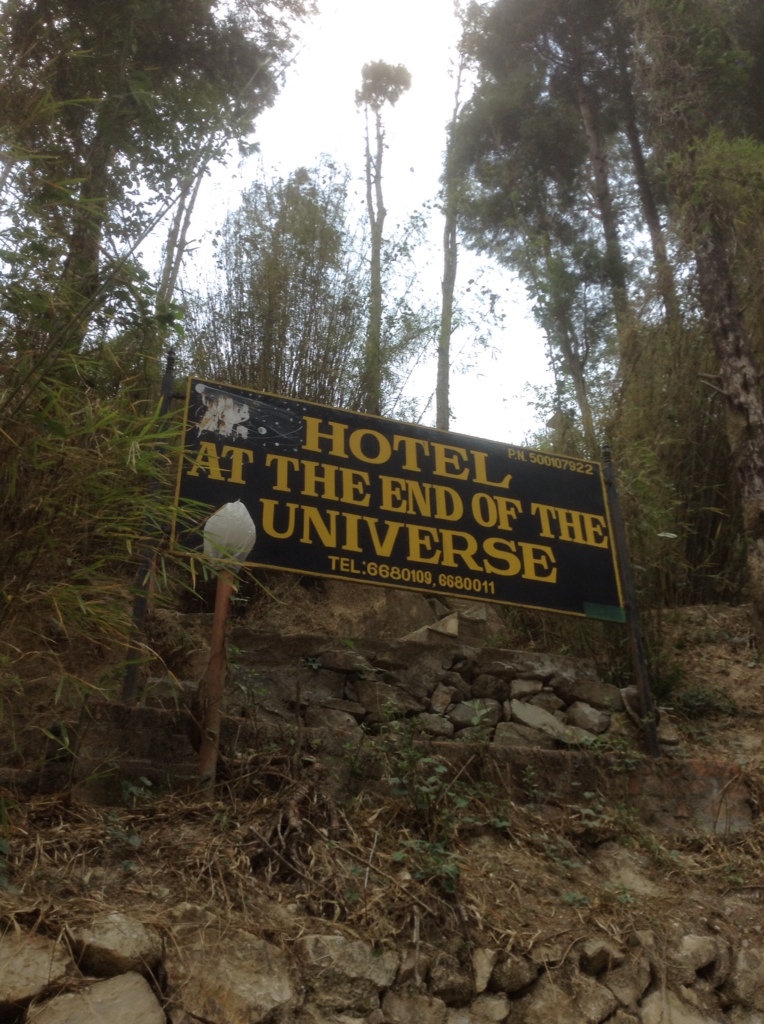 HOTEL
P.N. 500107922
AT THE END OF THE
UNIVERSE
TEL:6680109, 6680011